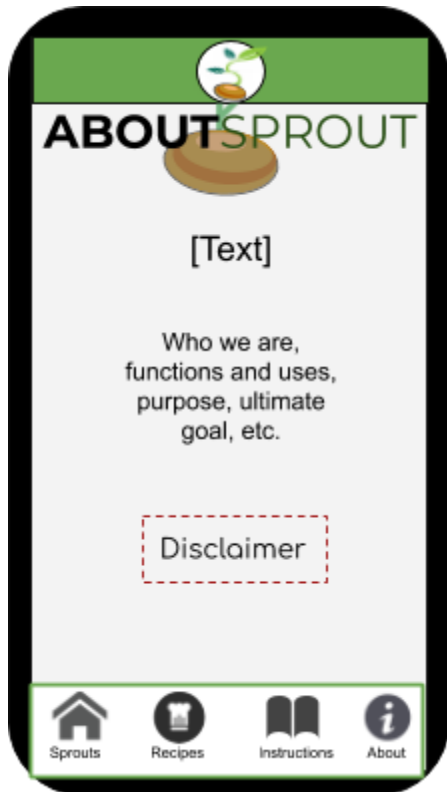 ABOUTSPROUT
[Text]
Who we are,
functions and uses,
purpose, ultimate
goal, etc.
Disclaimer
Sprouts
Recipes
Instructions
About